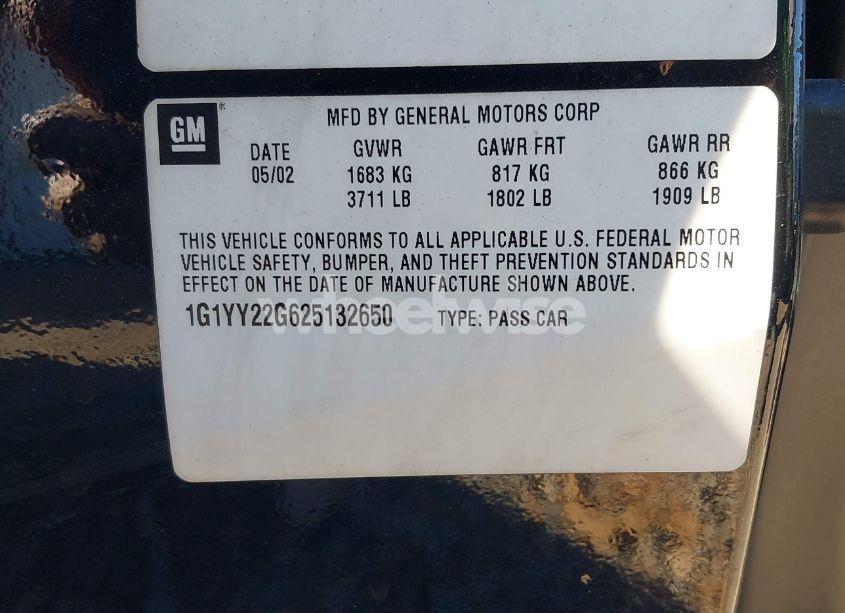 GM ®
MFD BY GENERAL MOTORS CORP
DATE GVWR GAWR FRT GAWR RR
05/02 1683 KG 817 KG 866 KG
3711 LB 1802 LB 1909 LB
THIS VEHICLE CONFORMS TO ALL APPLICABLE U.S. FEDERAL MOTOR
VEHICLE SAFETY, BUMPER, AND THEFT PREVENTION STANDARDS IN
EFFECT ON THE DATE OF MANUFACTURE SHOWN ABOVE.
1G1YY22G625132650 TYPE: PASS CAR
wheelwise